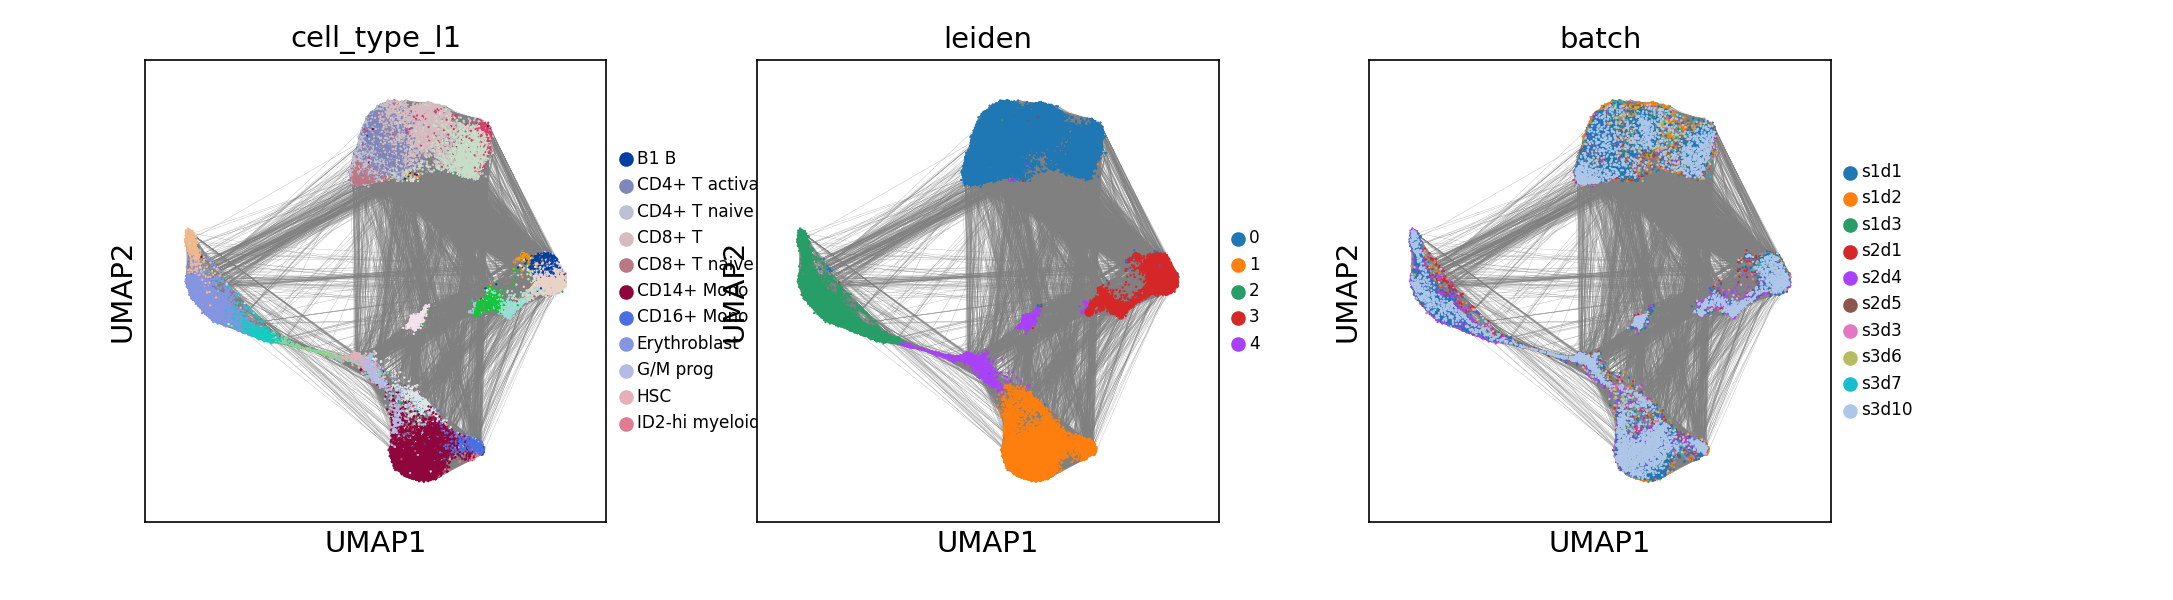 cell_type_l1
UMAP2
UMAP1
B1 B
CD4+ T activa
CD4+ T naive
CD8+ T
CD8+ T naive
CD14+ Mono
CD16+ Mono
Erythroblast
G/M prog
HSC
ID2-hi myeloid
leiden
UMAP2
UMAP1
0
1
2
3
4
batch
UMAP2
UMAP1
s1d1
s1d2
s1d3
s2d1
s2d4
s2d5
s3d3
s3d6
s3d7
s3d10